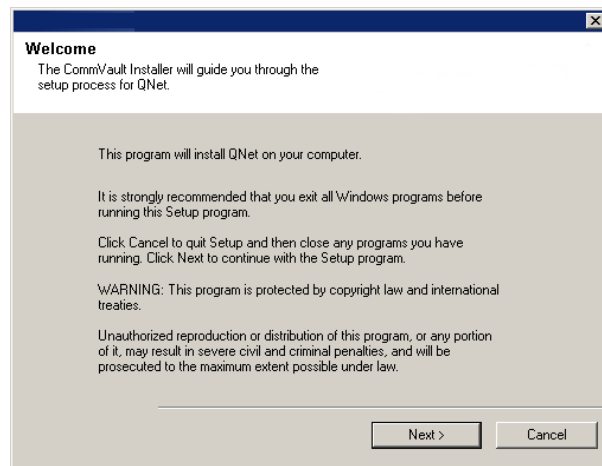 Welcome
The CommVault Installer will guide you through the
setup process for QNet.
This program will install QNet on your computer.
It is strongly recommended that you exit all Windows programs before
running this Setup program.
Click Cancel to quit Setup and then close any programs you have
running. Click Next to continue with the Setup program.
WARNING: This program is protected by copyright law and international
treaties.
Unauthorized reproduction or distribution of this program, or any portion
of it, may result in severe civil and criminal penalties, and will be
prosecuted to the maximum extent possible under law.
Next >
Cancel